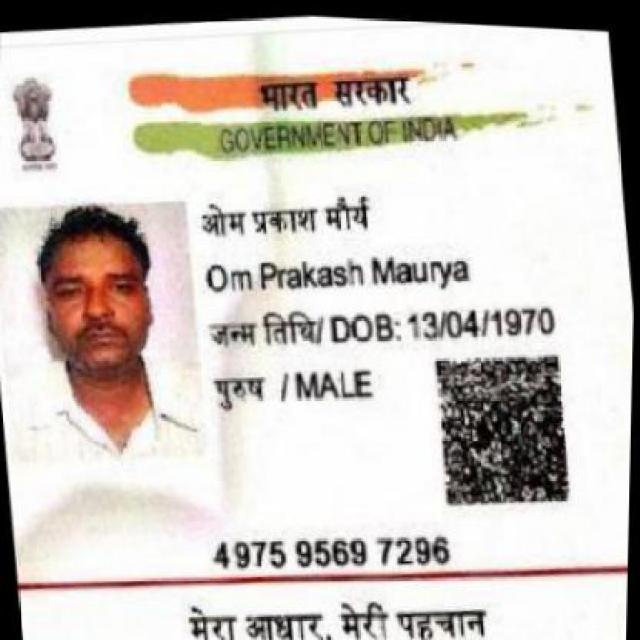 भारत सरकार
GOVERNMENT OF INDIA
ओम प्रकाश मौर्य
Om Prakash Maurya
जन्म तिथि/ DOB: 13/04/1970
पुरुष / MALE
4975 9569 7296
मेरा आधार, मेरी पहचान